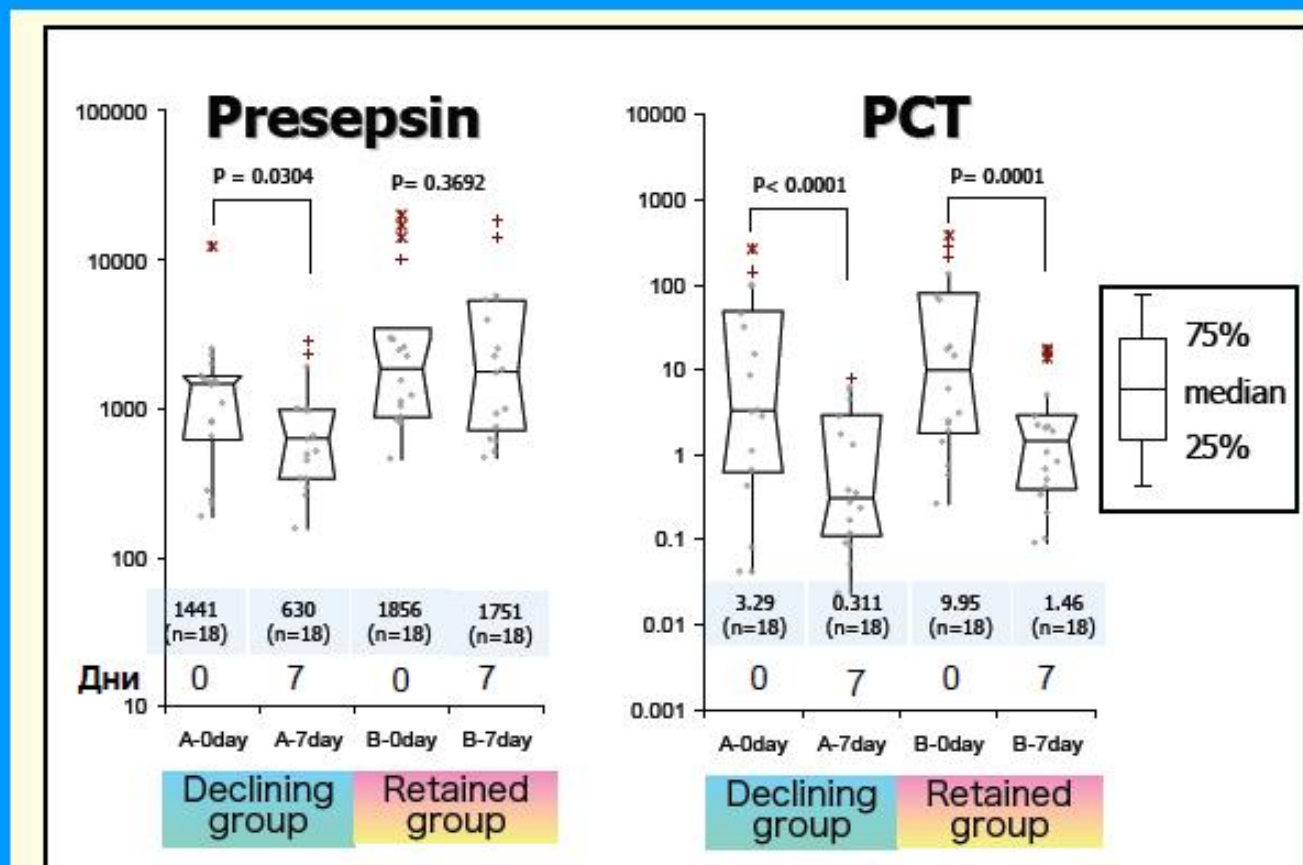 Presepsin
100000
10000
1000
100
10
P = 0.0304
P= 0.3692
1441
(n=18)
630
(n=18)
1856
(n=18)
1751
(n=18)
Дни
0
7
0
7
A-0day
A-7day
B-0day
B-7day
Declining
group
Retained
group
PCT
10000
1000
100
10
1
0.1
0.01
0.001
P< 0.0001
P= 0.0001
3.29
(n=18)
0.311
(n=18)
9.95
(n=18)
1.46
(n=18)
0
7
0
7
A-0day
A-7day
B-0day
B-7day
Declining
group
Retained
group
75%
median
25%